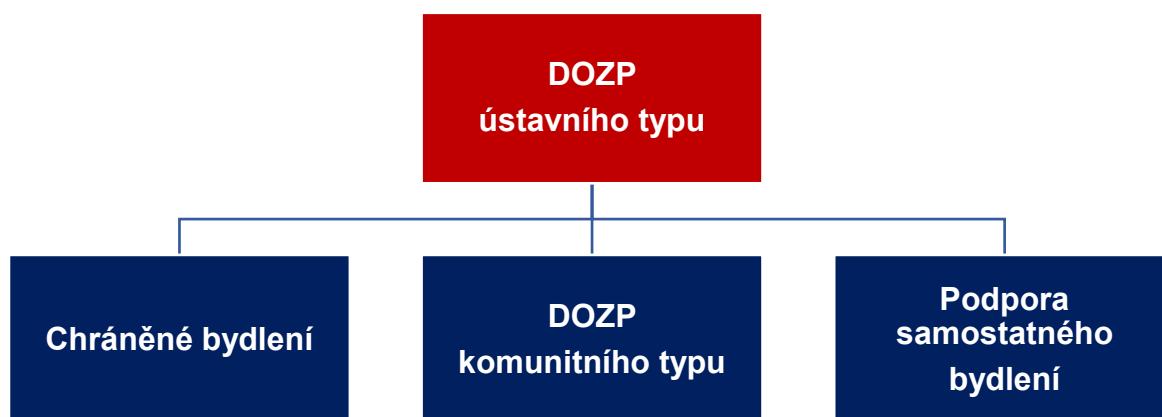 DOZP
ústavního typu
Chráněné bydlení
DOZP
komunitního typu
Podpora
samostatného
bydlení